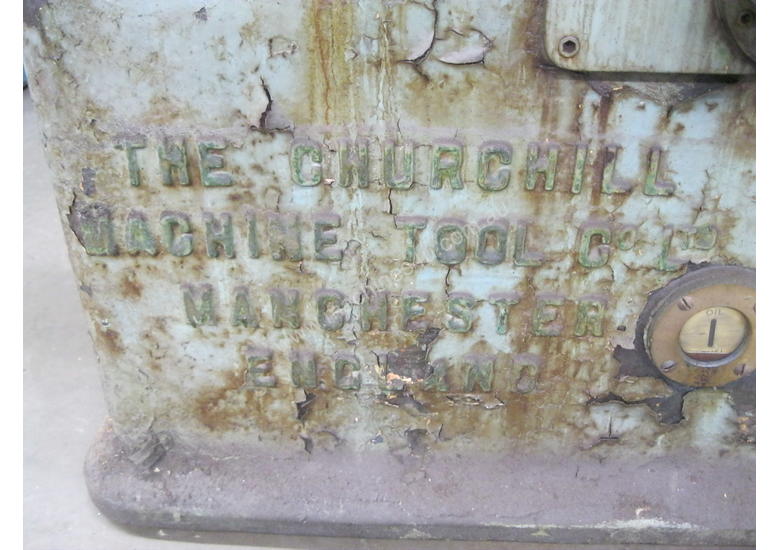 THE CHURCHILL
MACHINE TOOL Co LTD
MANCHESTER
ENGLAND
OIL